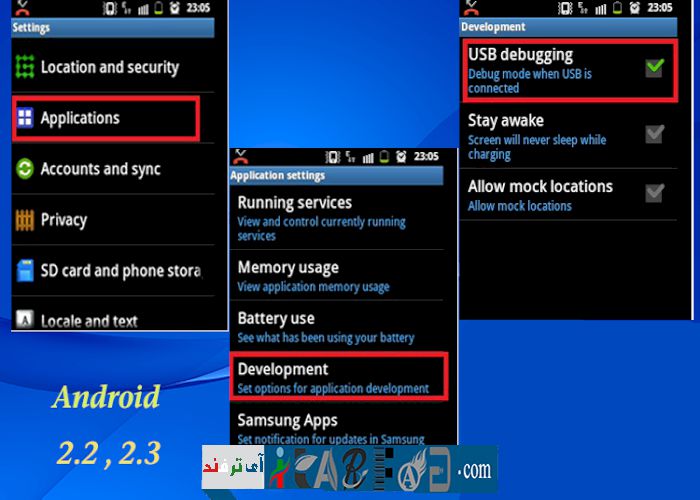 23:05
Settings
Location and security
Applications
Accounts and sync
Privacy
SD card and phone stora
Locale and text
23:05
Application settings
Running services
View and control currently running
services
Memory usage
View application memory usage
Battery use
See what has been using your battery
Development
Set options for application development
Samsung Apps
Set notification for updates in Samsung
23:05
Development
USB debugging
Debug mode when USB is
connected
Stay awake
Screen will never sleep while
charging
Allow mock locations
Allow mock locations
Android
2.2 , 2.3
آی ترفند
.com